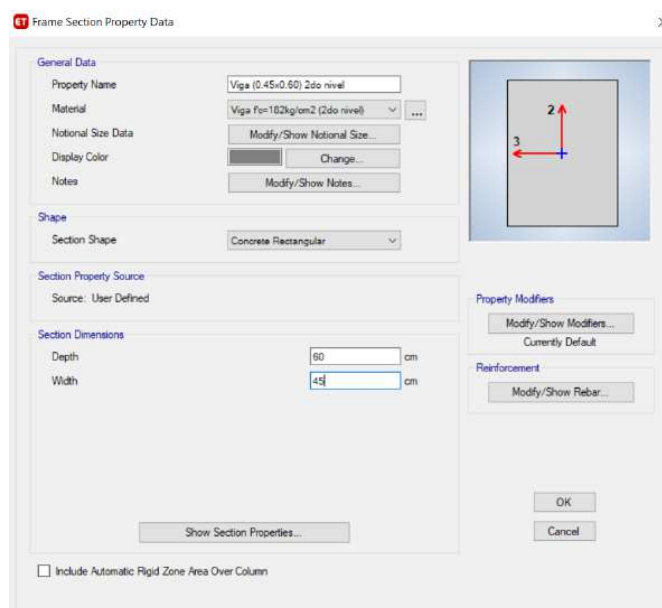 ET Frame Section Property Data
General Data
Property Name Viga (0.45x0.60) 2do nivel
Material Viga f'c=182kg/cm2 (2do nivel) ...
Notional Size Data Modify/Show Notional Size...
Display Color Change...
Notes Modify/Show Notes...
2
3
Shape
Section Shape Concrete Rectangular
Section Property Source
Source: User Defined
Property Modifiers
Modify/Show Modifiers...
Currently Default
Section Dimensions
Depth 60 cm
Width 45 cm
Reinforcement
Modify/Show Rebar...
Show Section Properties...
OK
Cancel
Include Automatic Rigid Zone Area Over Column